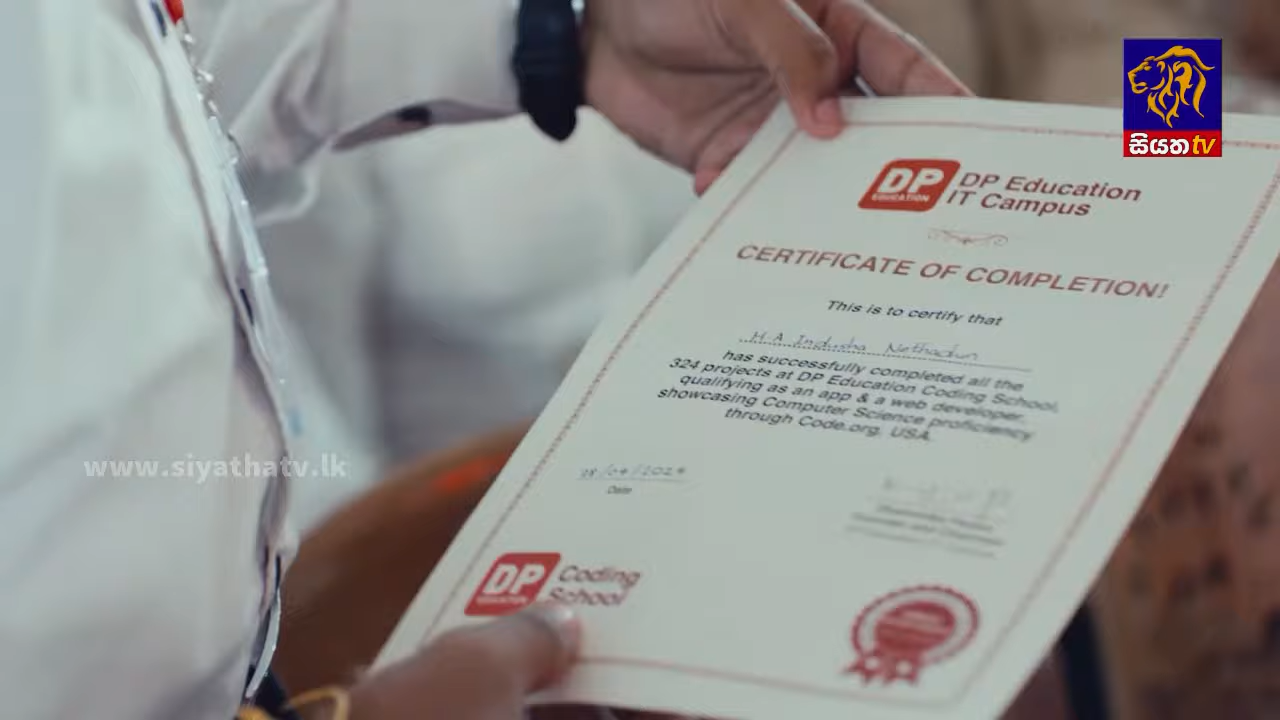 සියත tv
DP
EDUCATION
DP Education
IT Campus
CERTIFICATE OF COMPLETION!
This is to certify that
H A Indusha Nethadun
has successfully completed all the
324 projects at DP Education Coding School,
qualifying as an app & a web developer,
showcasing Computer Science proficiency
through Code.org, USA.
www.siyathatv.lk
Date
DP
EDUCATION
Coding
School